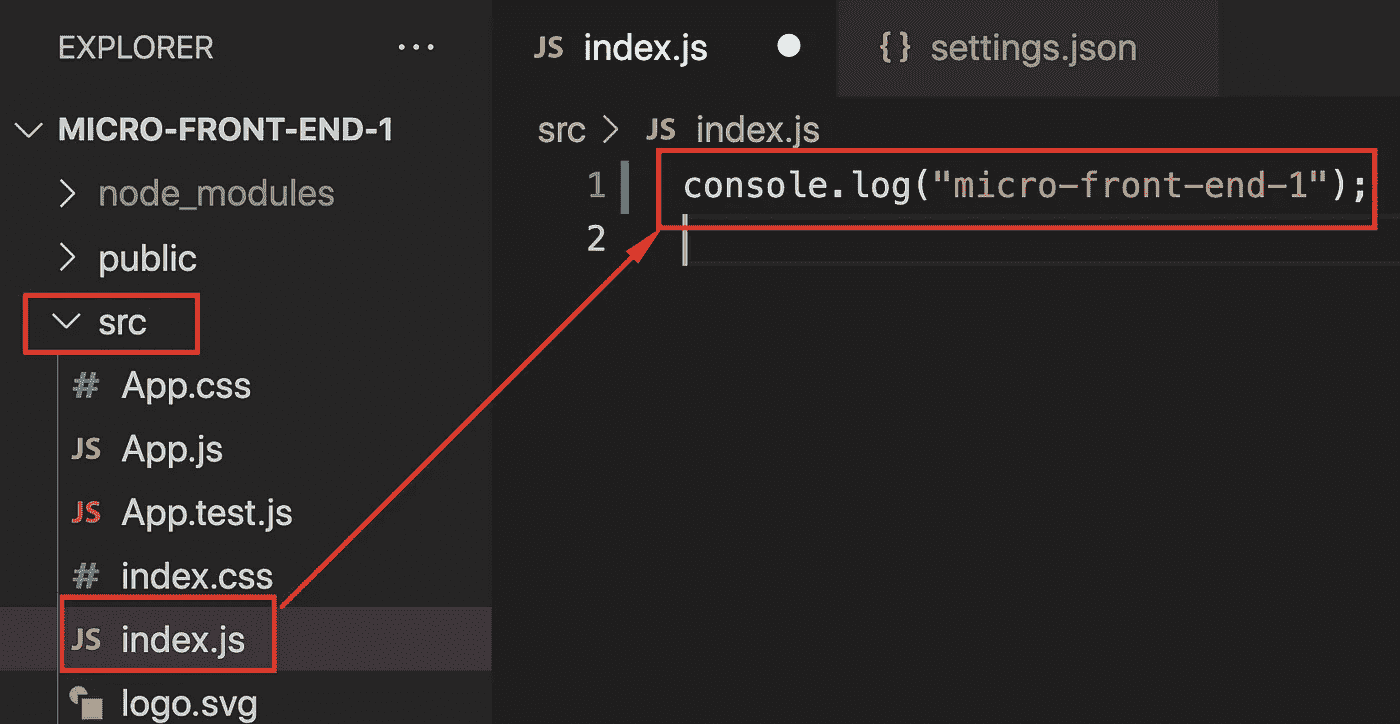 EXPLORER ...
MICRO-FRONT-END-1
node_modules
public
src
# App.css
JS App.js
JS App.test.js
# index.css
JS index.js
logo.svg
JS index.js {} settings.json
src > JS index.js
1 console.log("micro-front-end-1");
2